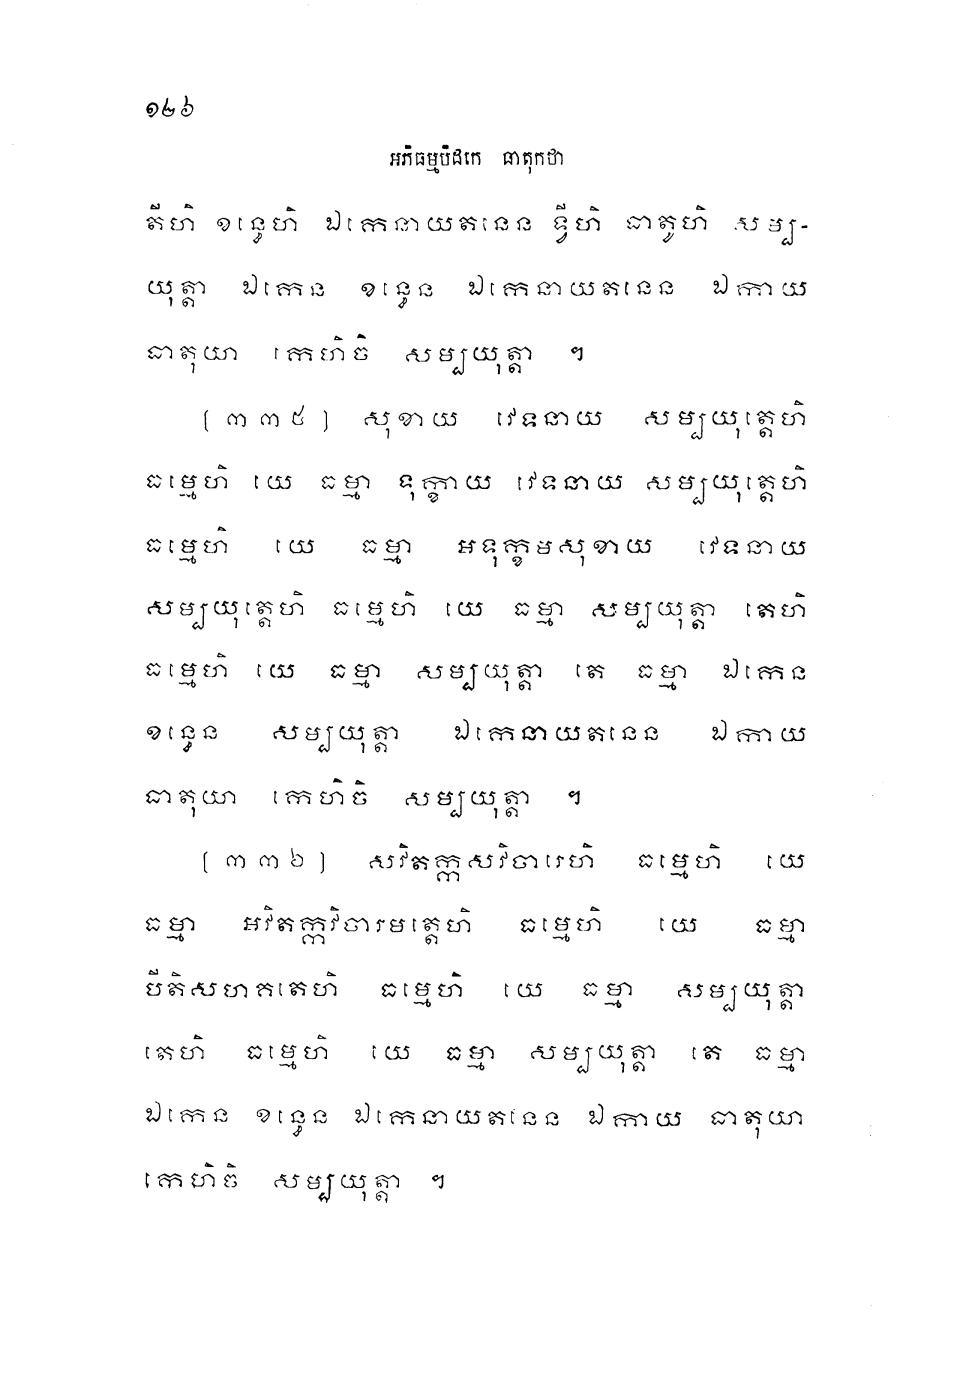 ១២៦
អភិធម្មបិដកេ ធាតុកថា
តីហិ ខន្ធេហិ ឯកេនាយតនេន ទ្វីហិ ធាតូហិ សម្ប-
យុត្តា ឯកេន ខន្ធេន ឯកេនាយតនេន ឯកាយ
ធាតុយា កេហិចិ សម្បយុត្តា ។
[៣៣៥] សុខាយ វេទនាយ សម្បយុត្តេហិ
ធម្មេហិ យេ ធម្មា ទុក្ខាយ វេទនាយ សម្បយុត្តេហិ
ធម្មេហិ យេ ធម្មា អទុក្ខមសុខាយ វេទនាយ
សម្បយុត្តេហិ ធម្មេហិ យេ ធម្មា សម្បយុត្តា តេហិ
ធម្មេហិ យេ ធម្មា សម្បយុត្តា តេ ធម្មា ឯកេន
ខន្ធេន សម្បយុត្តា ឯកេនាយតនេន ឯកាយ
ធាតុយា កេហិចិ សម្បយុត្តា ។
[៣៣៦] សវិតក្កសវិចារេហិ ធម្មេហិ យេ
ធម្មា អវិតក្កវិចារមត្តេហិ ធម្មេហិ យេ ធម្មា
បីតិសហគតេហិ ធម្មេហិ យេ ធម្មា សម្បយុត្តា
តេហិ ធម្មេហិ យេ ធម្មា សម្បយុត្តា តេ ធម្មា
ឯកេន ខន្ធេន ឯកេនាយតនេន ឯកាយ ធាតុយា
កេហិចិ សម្បយុត្តា ។